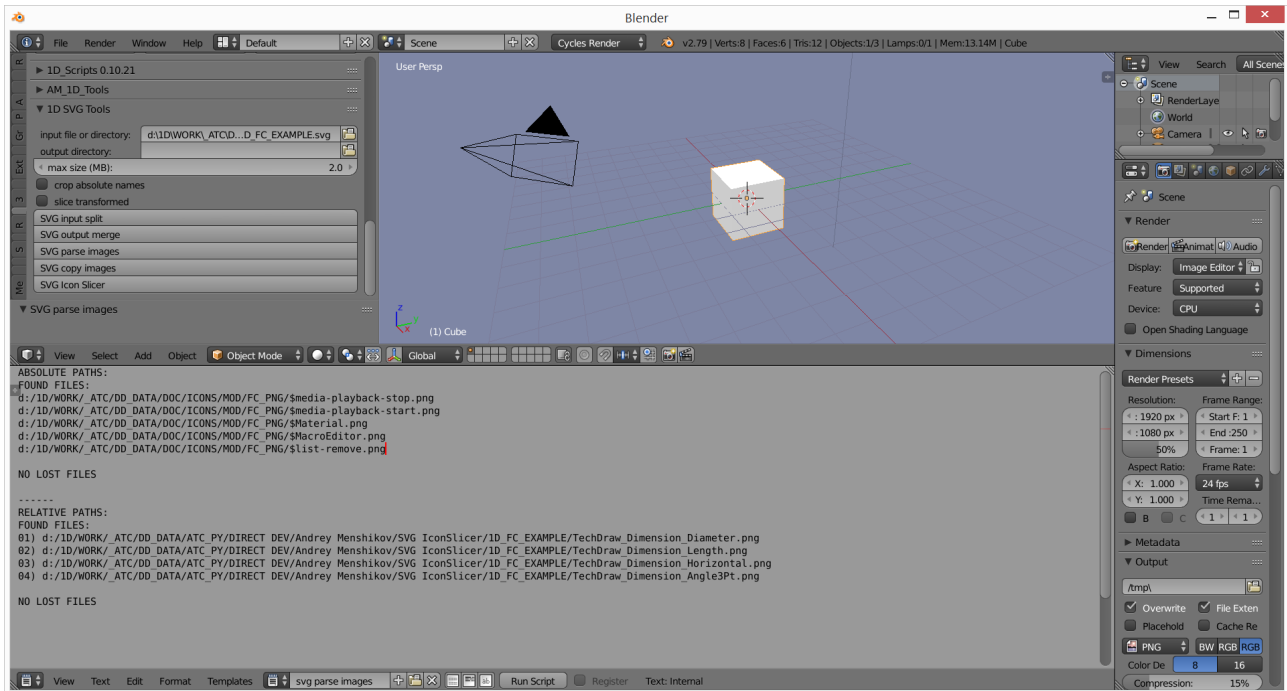 Blender
File Render Window Help Default Scene Cycles Render v2.79 | Verts:8 | Faces:6 | Tris:12 | Objects:1/3 | Lamps:0/1 | Mem:13.14M | Cube
1D_Scripts 0.10.21
AM_1D_Tools
1D SVG Tools
input file or directory: d:\1D\WORK\_ATC\D...D_FC_EXAMPLE.svg
output directory:
max size (MB): 2.0
crop absolute names
slice transformed
SVG input split
SVG output merge
SVG parse images
SVG copy images
SVG Icon Slicer
SVG parse images
R
A
P
Gr
Ext
3
R
us
Me
User Persp
z
x
(1) Cube
View Select Add Object Object Mode Global
ABSOLUTE PATHS:
FOUND FILES:
d:/1D/WORK/_ATC/DD_DATA/DOC/ICONS/MOD/FC_PNG/$media-playback-stop.png
d:/1D/WORK/_ATC/DD_DATA/DOC/ICONS/MOD/FC_PNG/$media-playback-start.png
d:/1D/WORK/_ATC/DD_DATA/DOC/ICONS/MOD/FC_PNG/$Material.png
d:/1D/WORK/_ATC/DD_DATA/DOC/ICONS/MOD/FC_PNG/$MacroEditor.png
d:/1D/WORK/_ATC/DD_DATA/DOC/ICONS/MOD/FC_PNG/$list-remove.png
NO LOST FILES
------
RELATIVE PATHS:
FOUND FILES:
01) d:/1D/WORK/_ATC/DD_DATA/ATC_PY/DIRECT DEV/Andrey Menshikov/SVG IconSlicer/1D_FC_EXAMPLE/TechDraw_Dimension_Diameter.png
02) d:/1D/WORK/_ATC/DD_DATA/ATC_PY/DIRECT DEV/Andrey Menshikov/SVG IconSlicer/1D_FC_EXAMPLE/TechDraw_Dimension_Length.png
03) d:/1D/WORK/_ATC/DD_DATA/ATC_PY/DIRECT DEV/Andrey Menshikov/SVG IconSlicer/1D_FC_EXAMPLE/TechDraw_Dimension_Horizontal.png
04) d:/1D/WORK/_ATC/DD_DATA/ATC_PY/DIRECT DEV/Andrey Menshikov/SVG IconSlicer/1D_FC_EXAMPLE/TechDraw_Dimension_Angle3Pt.png
NO LOST FILES
View Text Edit Format Templates svg parse images Run Script Register Text: Internal
View Search All Scenes
Scene
RenderLaye
World
Camera
Scene
Render
Render Animat Audio
Display: Image Editor
Feature Supported
Device: CPU
Open Shading Language
Dimensions
Render Presets
Resolution: Frame Range:
: 1920 px Start F: 1
: 1080 px End :250
50% Frame: 1
Aspect Ratio: Frame Rate:
X: 1.000 24 fps
Y: 1.000 Time Rema...
B C 1 1
Metadata
Output
/tmp\
Overwrite File Exten
Placehold Cache Re
PNG BW RGB RGB
Color De 8 16
Compression: 15%